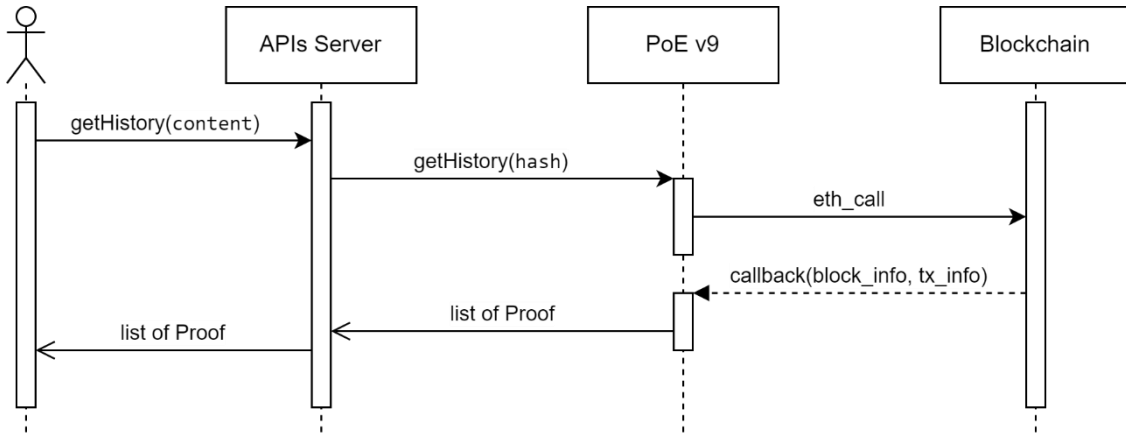 APIs Server
PoE v9
Blockchain
getHistory(content)
getHistory(hash)
eth_call
callback(block_info, tx_info)
list of Proof
list of Proof